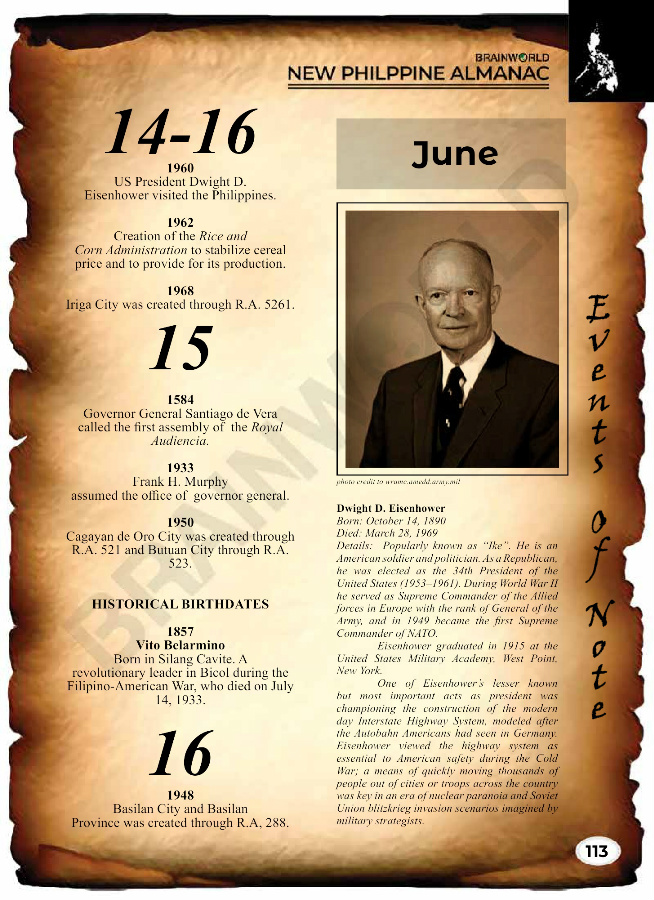 BRAINWORLD
NEW PHILPPINE ALMANAC
14-16
1960
US President Dwight D.
Eisenhower visited the Philippines.
1962
Creation of the Rice and
Corn Administration to stabilize cereal
price and to provide for its production.
1968
Iriga City was created through R.A. 5261.
15
1584
Governor General Santiago de Vera
called the first assembly of the Royal
Audiencia.
1933
Frank H. Murphy
assumed the office of governor general.
1950
Cagayan de Oro City was created through
R.A. 521 and Butuan City through R.A.
523.
HISTORICAL BIRTHDATES
1857
Vito Belarmino
Born in Silang Cavite. A
revolutionary leader in Bicol during the
Filipino-American War, who died on July
14, 1933.
16
1948
Basilan City and Basilan
Province was created through R.A, 288.
June
photo credit to wramc.amedd.army.mil
Dwight D. Eisenhower
Born: October 14, 1890
Died: March 28, 1969
Details: Popularly known as “Ike”. He is an
American soldier and politician. As a Republican,
he was elected as the 34th President of the
United States (1953–1961). During World War II
he served as Supreme Commander of the Allied
forces in Europe with the rank of General of the
Army, and in 1949 became the first Supreme
Commander of NATO.
Eisenhower graduated in 1915 at the
United States Military Academy, West Point,
New York.
One of Eisenhower’s lesser known
but most important acts as president was
championing the construction of the modern
day Interstate Highway System, modeled after
the Autobahn Americans had seen in Germany.
Eisenhower viewed the highway system as
essential to American safety during the Cold
War; a means of quickly moving thousands of
people out of cities or troops across the country
was key in an era of nuclear paranoia and Soviet
Union blitzkrieg invasion scenarios imagined by
military strategists.
Events of Note
113
BRAINWORLD